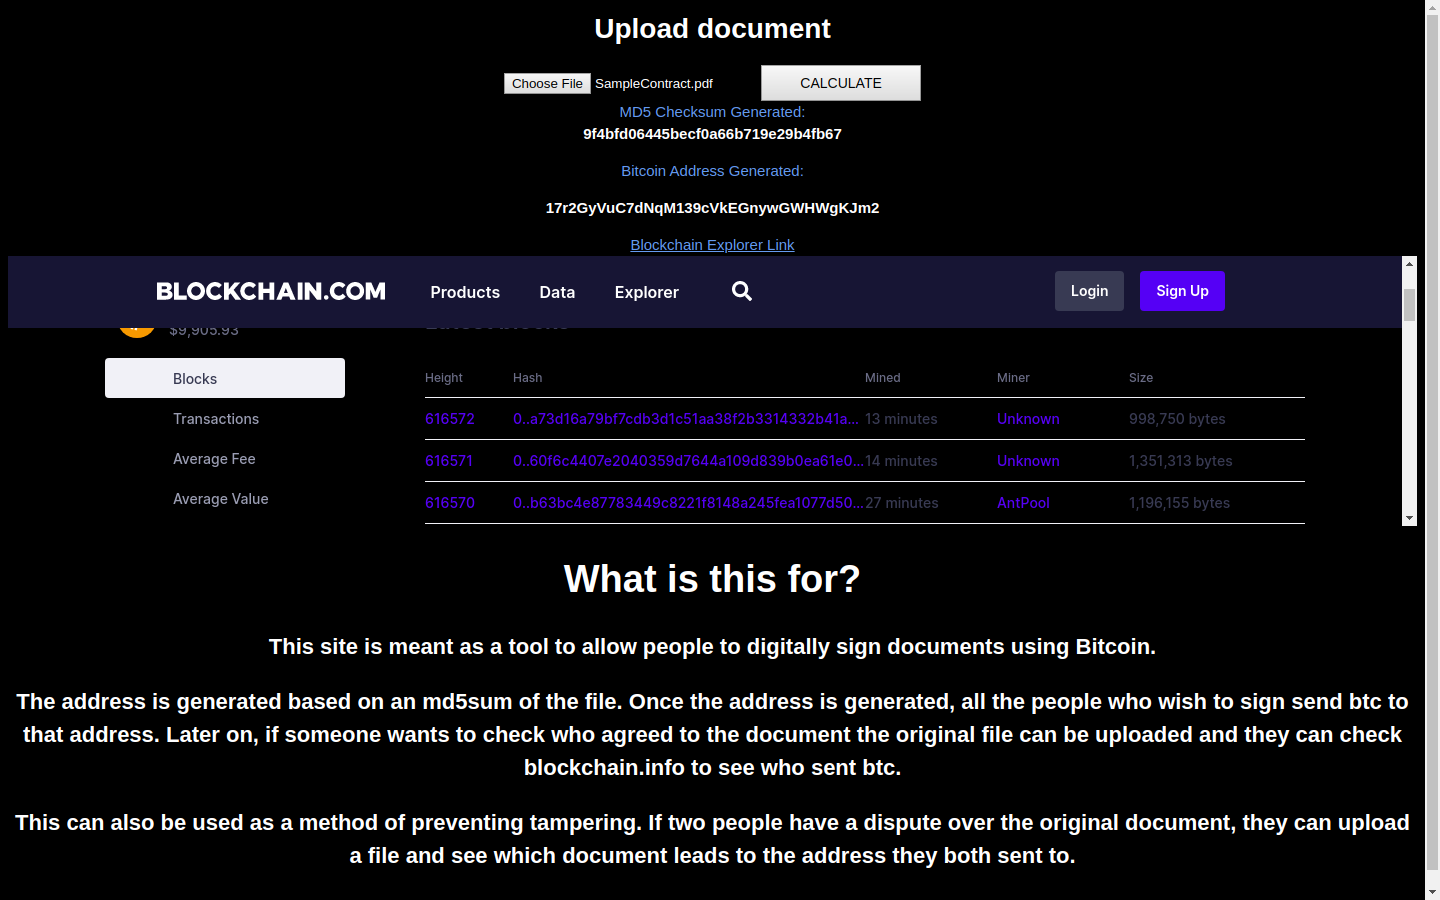 Upload document
Choose File SampleContract.pdf CALCULATE
MD5 Checksum Generated:
9f4bfd06445becf0a66b719e29b4fb67
Bitcoin Address Generated:
17r2GyVuC7dNqM139cVkEGnywGWHWgKJm2
Blockchain Explorer Link
BLOCKCHAIN.COM Products Data Explorer Login Sign Up
$9,905.93
Blocks
Transactions
Average Fee
Average Value
Height Hash Mined Miner Size
616572 0..a73d16a79bf7cdb3d1c51aa38f2b3314332b41a... 13 minutes Unknown 998,750 bytes
616571 0..60f6c4407e2040359d7644a109d839b0ea61e0... 14 minutes Unknown 1,351,313 bytes
616570 0..b63bc4e87783449c8221f8148a245fea1077d50... 27 minutes AntPool 1,196,155 bytes
What is this for?
This site is meant as a tool to allow people to digitally sign documents using Bitcoin.
The address is generated based on an md5sum of the file. Once the address is generated, all the people who wish to sign send btc to
that address. Later on, if someone wants to check who agreed to the document the original file can be uploaded and they can check
blockchain.info to see who sent btc.
This can also be used as a method of preventing tampering. If two people have a dispute over the original document, they can upload
a file and see which document leads to the address they both sent to.